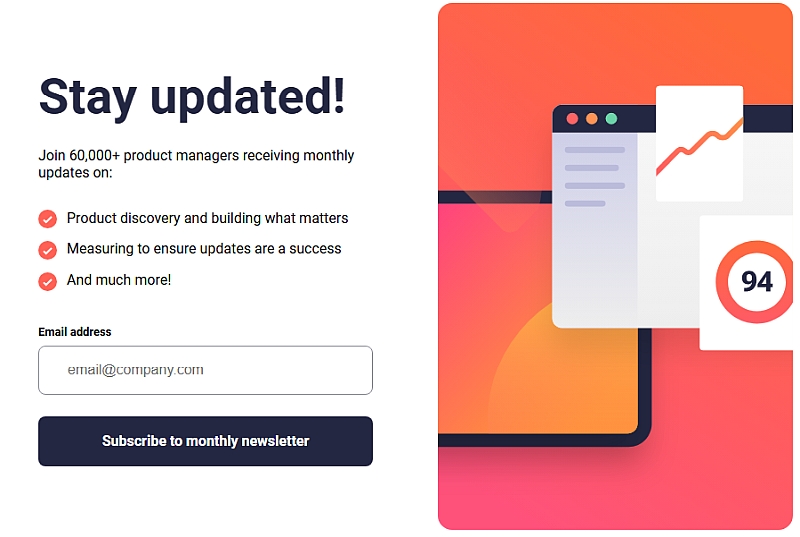 Stay updated!
Join 60,000+ product managers receiving monthly
updates on:
Product discovery and building what matters
Measuring to ensure updates are a success
And much more!
Email address
email@company.com
Subscribe to monthly newsletter
94